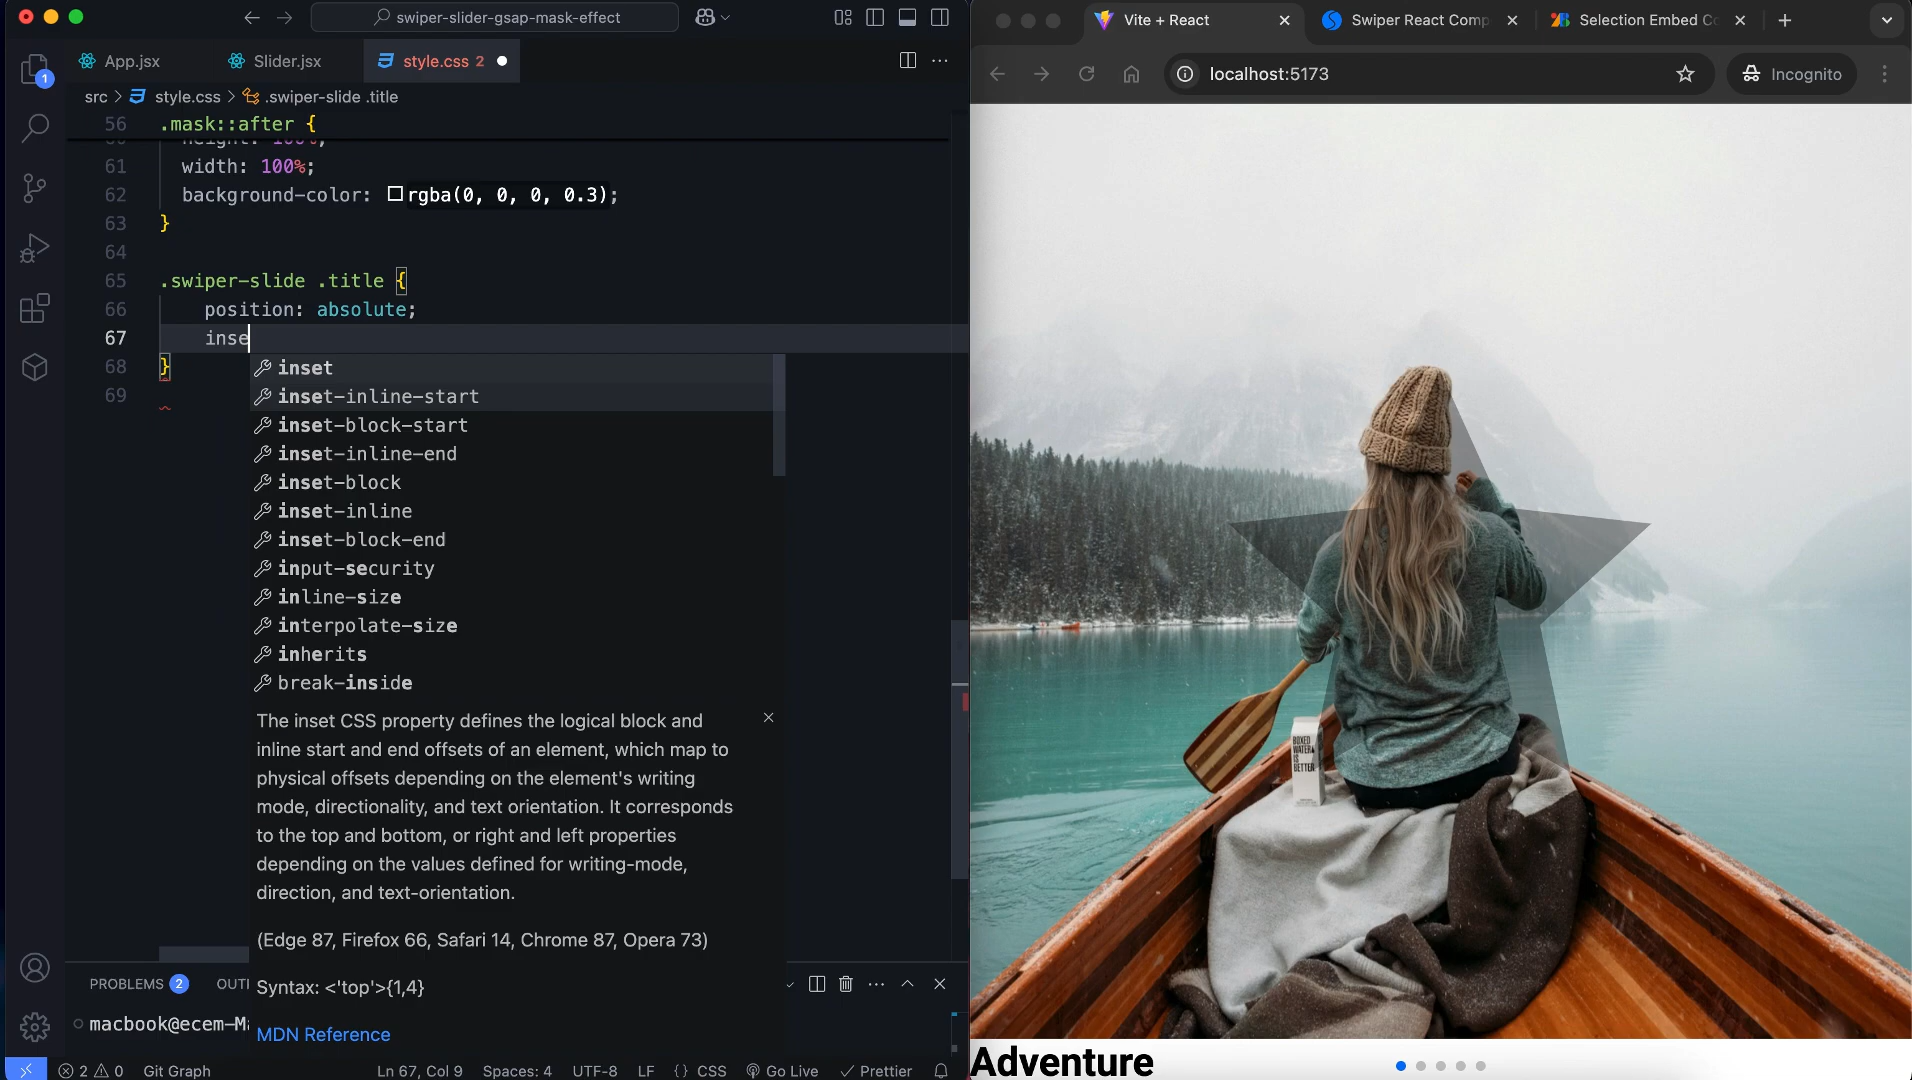 swiper-slider-gsap-mask-effect
App.jsx
Slider.jsx
style.css 2
src > style.css > .swiper-slide .title
56 .mask::after {
61 width: 100%;
62 background-color: rgba(0, 0, 0, 0.3);
63 }
64
65 .swiper-slide .title {
66 position: absolute;
67 inse
68 }
69
inset
inset-inline-start
inset-block-start
inset-inline-end
inset-block
inset-inline
inset-block-end
input-security
inline-size
interpolate-size
inherits
break-inside
The inset CSS property defines the logical block and
inline start and end offsets of an element, which map to
physical offsets depending on the element's writing
mode, directionality, and text orientation. It corresponds
to the top and bottom, or right and left properties
depending on the values defined for writing-mode,
direction, and text-orientation.
(Edge 87, Firefox 66, Safari 14, Chrome 87, Opera 73)
Syntax: <'top'>{1,4}
MDN Reference
1
PROBLEMS 2
macbook@ecem-
2 0 Git Graph Ln 67, Col 9 Spaces: 4 UTF-8 LF {} CSS Go Live Prettier
Vite + React
Swiper React Comp
Selection Embed Co
localhost:5173
Incognito
BOXED
WATER
IS
BETTER
Adventure